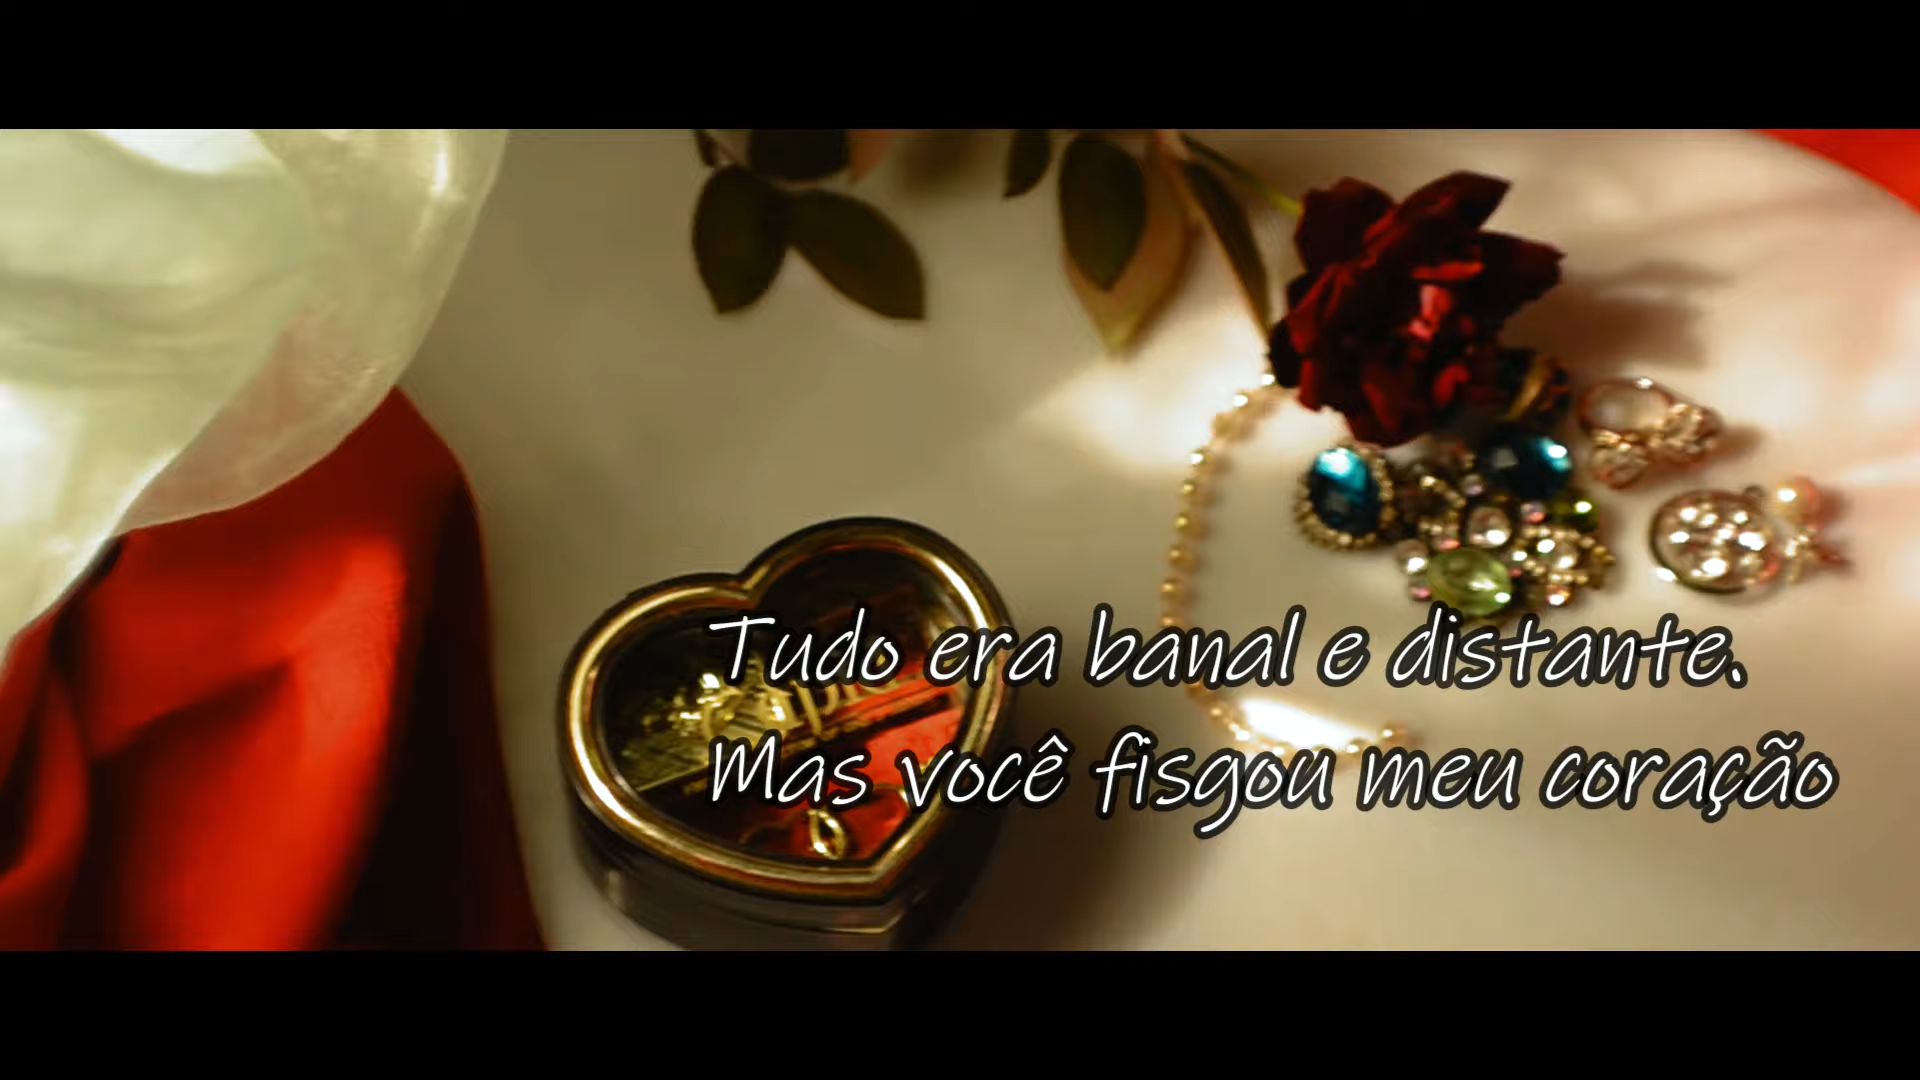 Tudo era banal e distante.
Mas você fisgou meu coração